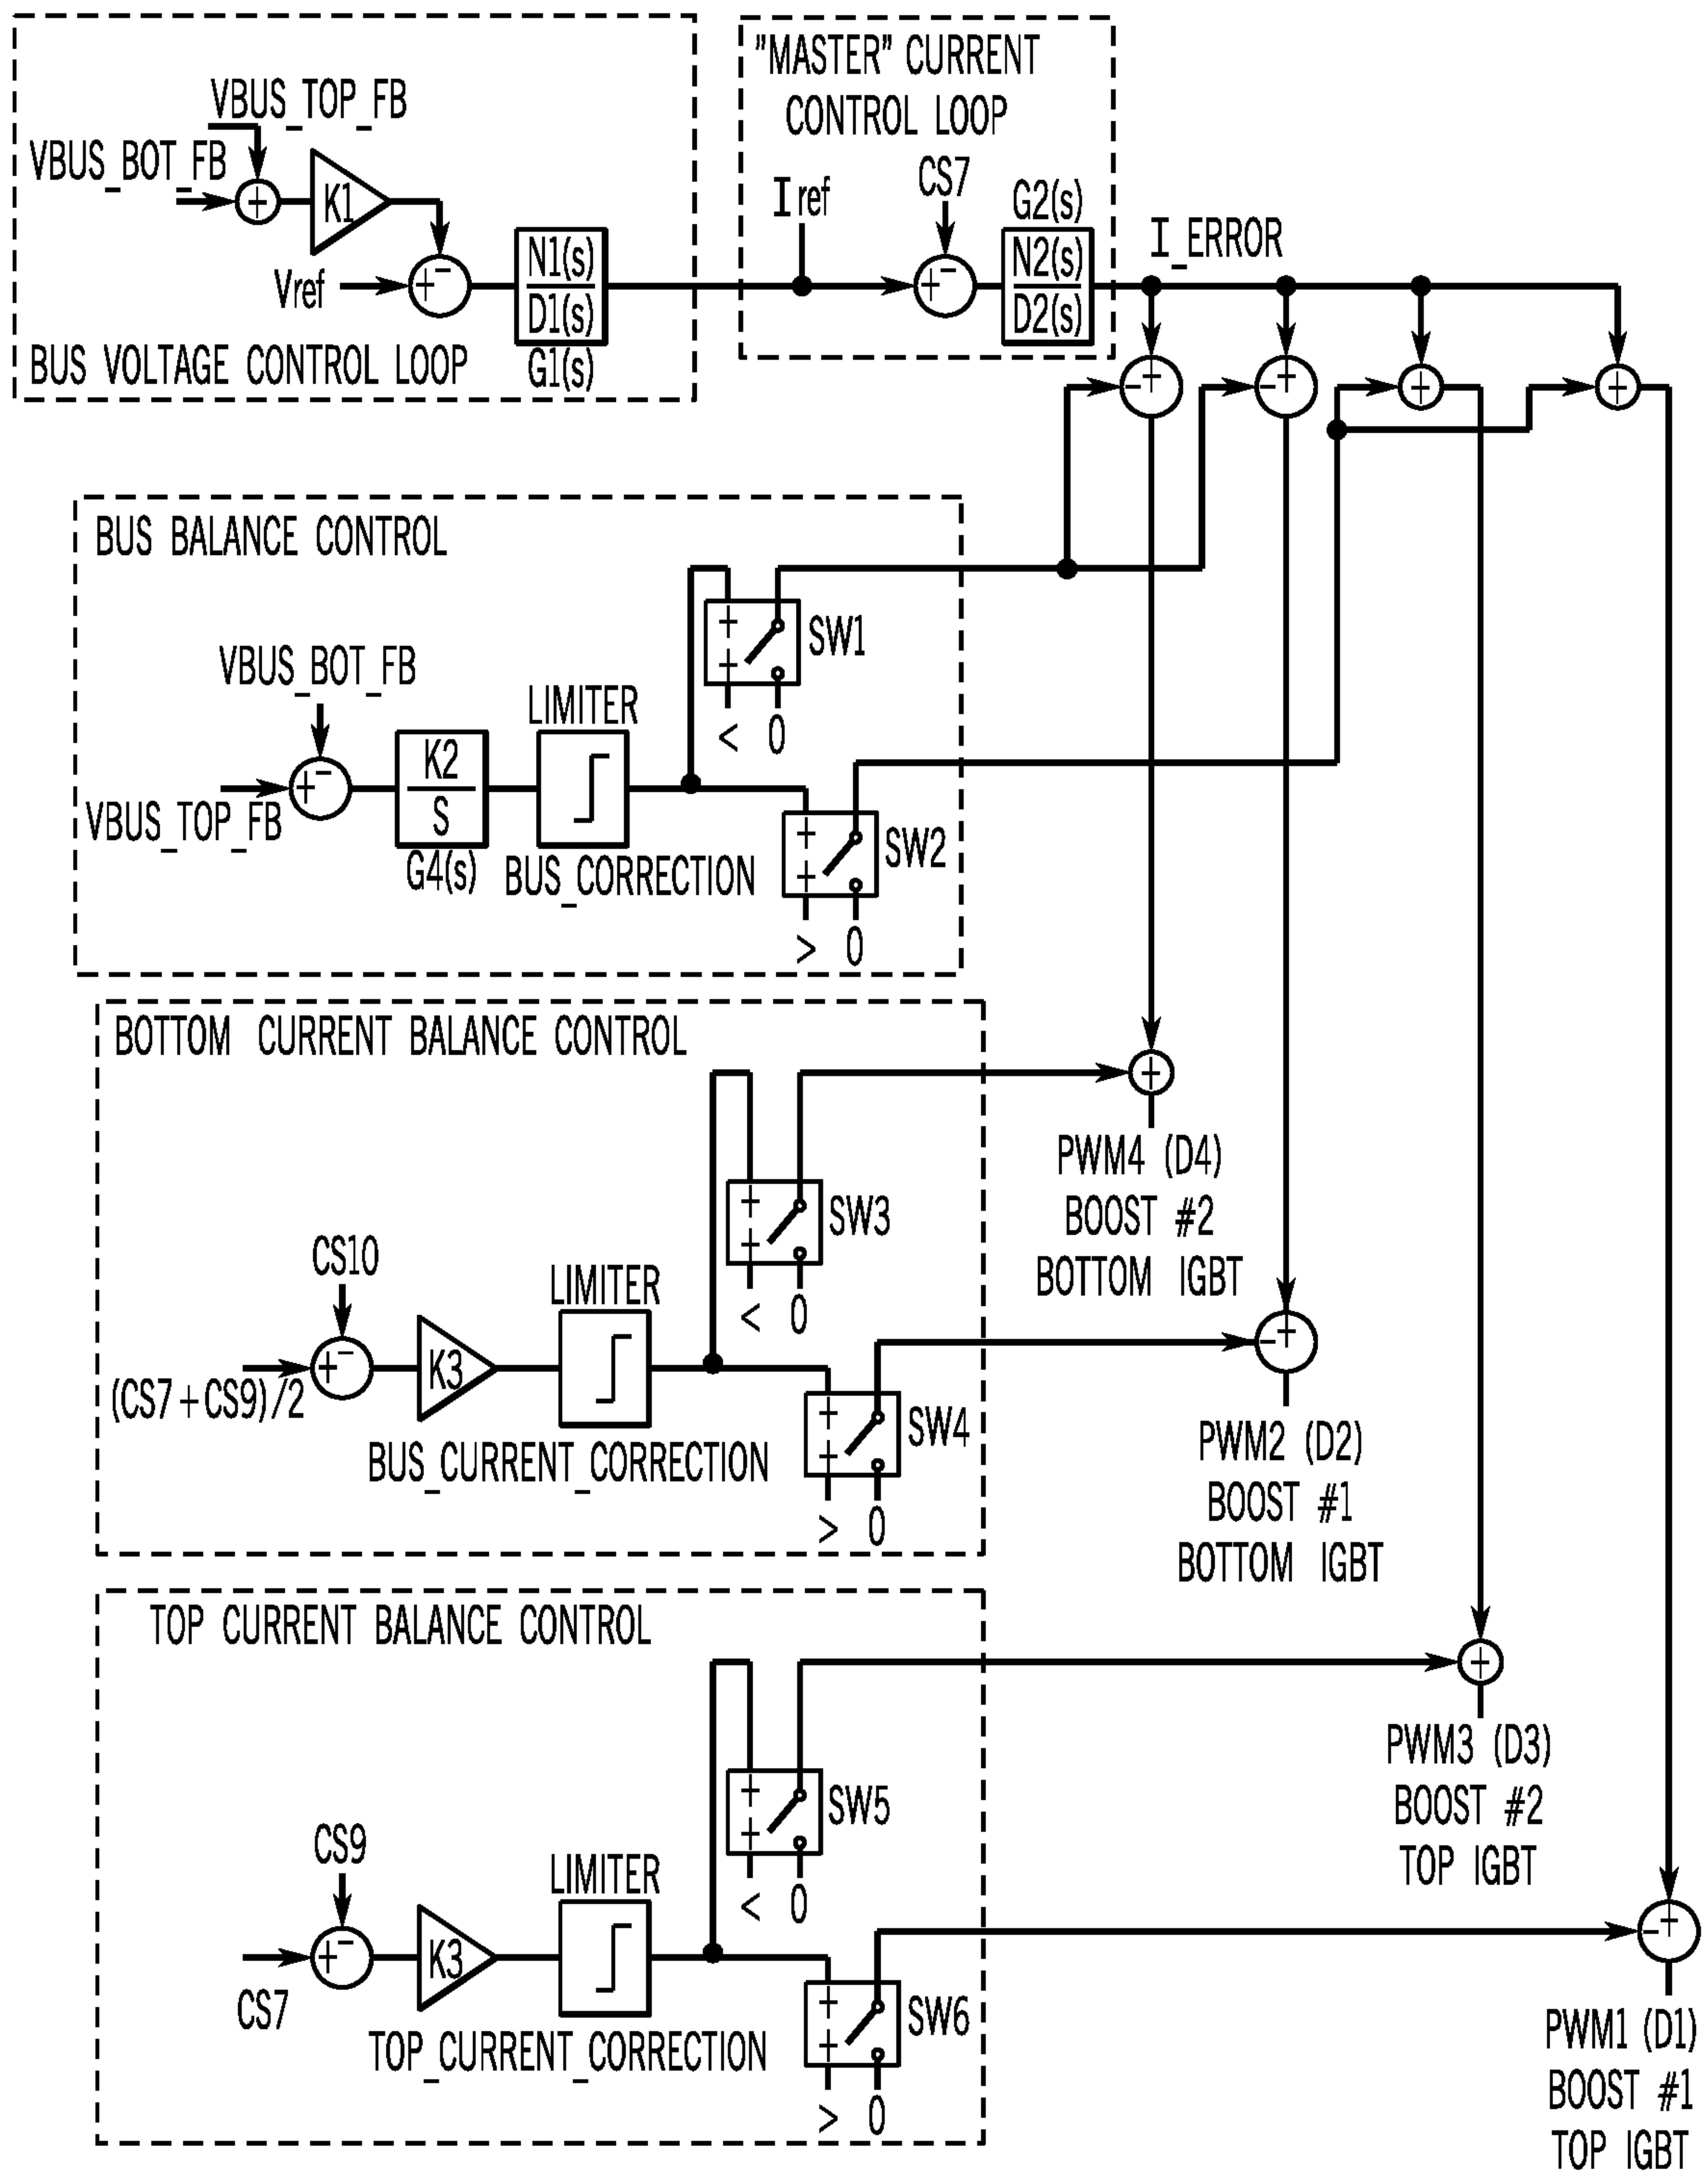 "MASTER" CURRENT
CONTROL LOOP
VBUS_TOP_FB
VBUS_BOT_FB
K1
+
Vref
+ -
N1(s)
D1(s)
G1(s)
BUS VOLTAGE CONTROL LOOP
I ref
CS7
+ -
G2(s)
N2(s)
D2(s)
I_ERROR
- +
- +
+
+
BUS BALANCE CONTROL
VBUS_BOT_FB
VBUS_TOP_FB
+ -
K2
S
G4(s)
LIMITER
BUS_CORRECTION
+
+
SW1
< 0
+
+
SW2
> 0
BOTTOM CURRENT BALANCE CONTROL
CS10
(CS7+CS9)/2
+ -
K3
LIMITER
BUS_CURRENT_CORRECTION
+
+
SW3
< 0
+
+
SW4
> 0
+
PWM4 (D4)
BOOST #2
BOTTOM IGBT
- +
PWM2 (D2)
BOOST #1
BOTTOM IGBT
TOP CURRENT BALANCE CONTROL
CS9
CS7
+ -
K3
LIMITER
TOP_CURRENT_CORRECTION
+
+
SW5
< 0
+
+
SW6
> 0
+
PWM3 (D3)
BOOST #2
TOP IGBT
- +
PWM1 (D1)
BOOST #1
TOP IGBT